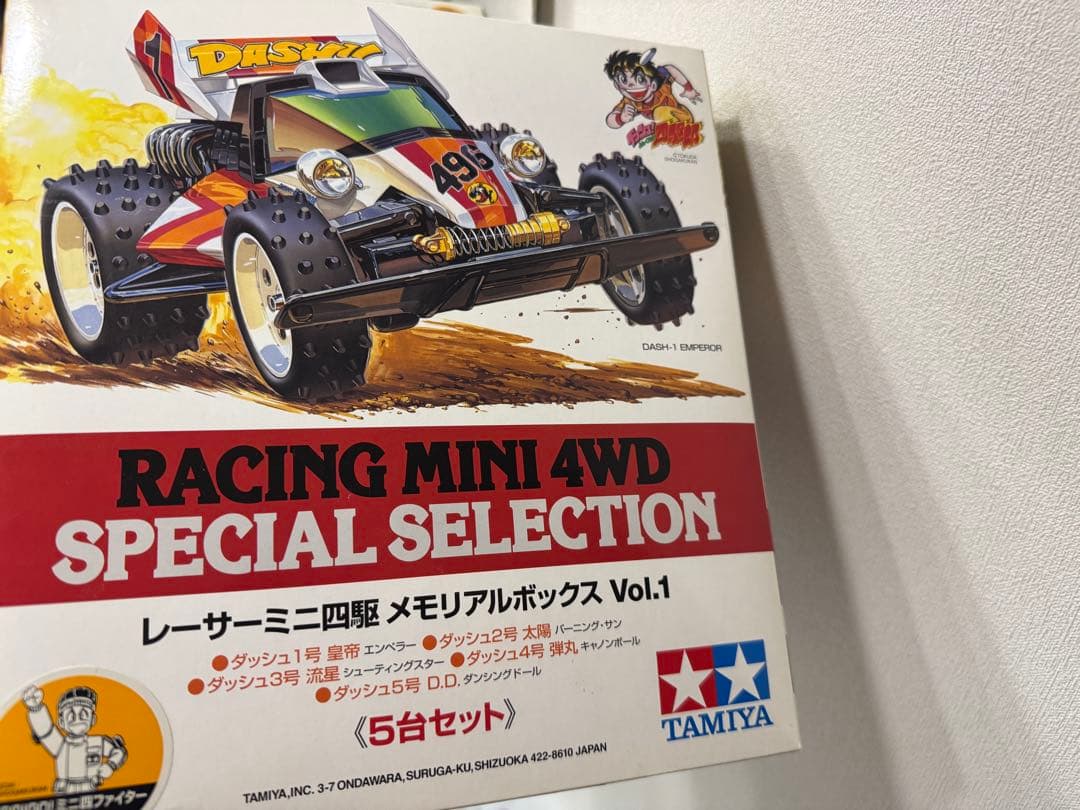 1
DASH
496
©TOKUDA
SHOGAKUKAN
DASH-1 EMPEROR
RACING MINI 4WD
SPECIAL SELECTION
レーサーミニ四駆 メモリアルボックス Vol.1
●ダッシュ1号 皇帝 エンペラー ●ダッシュ2号 太陽 バーニング・サン
●ダッシュ3号 流星 シューティングスター ●ダッシュ4号 弾丸 キャノンボール
●ダッシュ5号 D.D. ダンシングドール
《5台セット》
TAMIYA
TAMIYA, INC. 3-7 ONDAWARA, SURUGA-KU, SHIZUOKA 422-8610 JAPAN
ミニ四ファイター